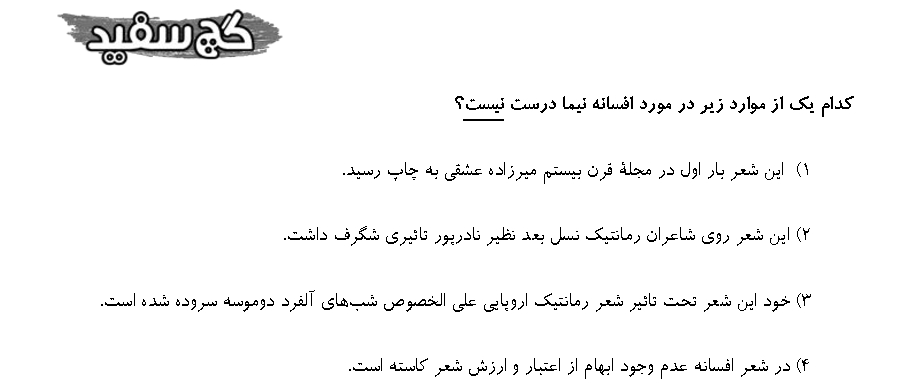 گچ سفید
کدام یک از موارد زیر در مورد افسانه نیما درست نیست؟
۱) این شعر بار اول در مجلهٔ قرن بیستم میرزاده عشقی به چاپ رسید.
۲) این شعر روی شاعران رمانتیک نسل بعد نظیر نادرپور تاثیری شگرف داشت.
۳) خود این شعر تحت تاثیر شعر رمانتیک اروپایی علی الخصوص شب‌های آلفرد دوموسه سروده شده است.
۴) در شعر افسانه عدم وجود ابهام از اعتبار و ارزش شعر کاسته است.